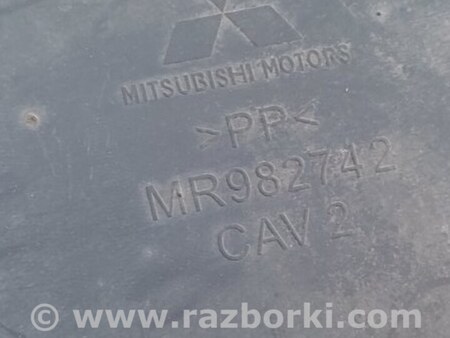 MITSUBISHI MOTORS
>PP<
MR982742
CAV 2
© www.razborki.com